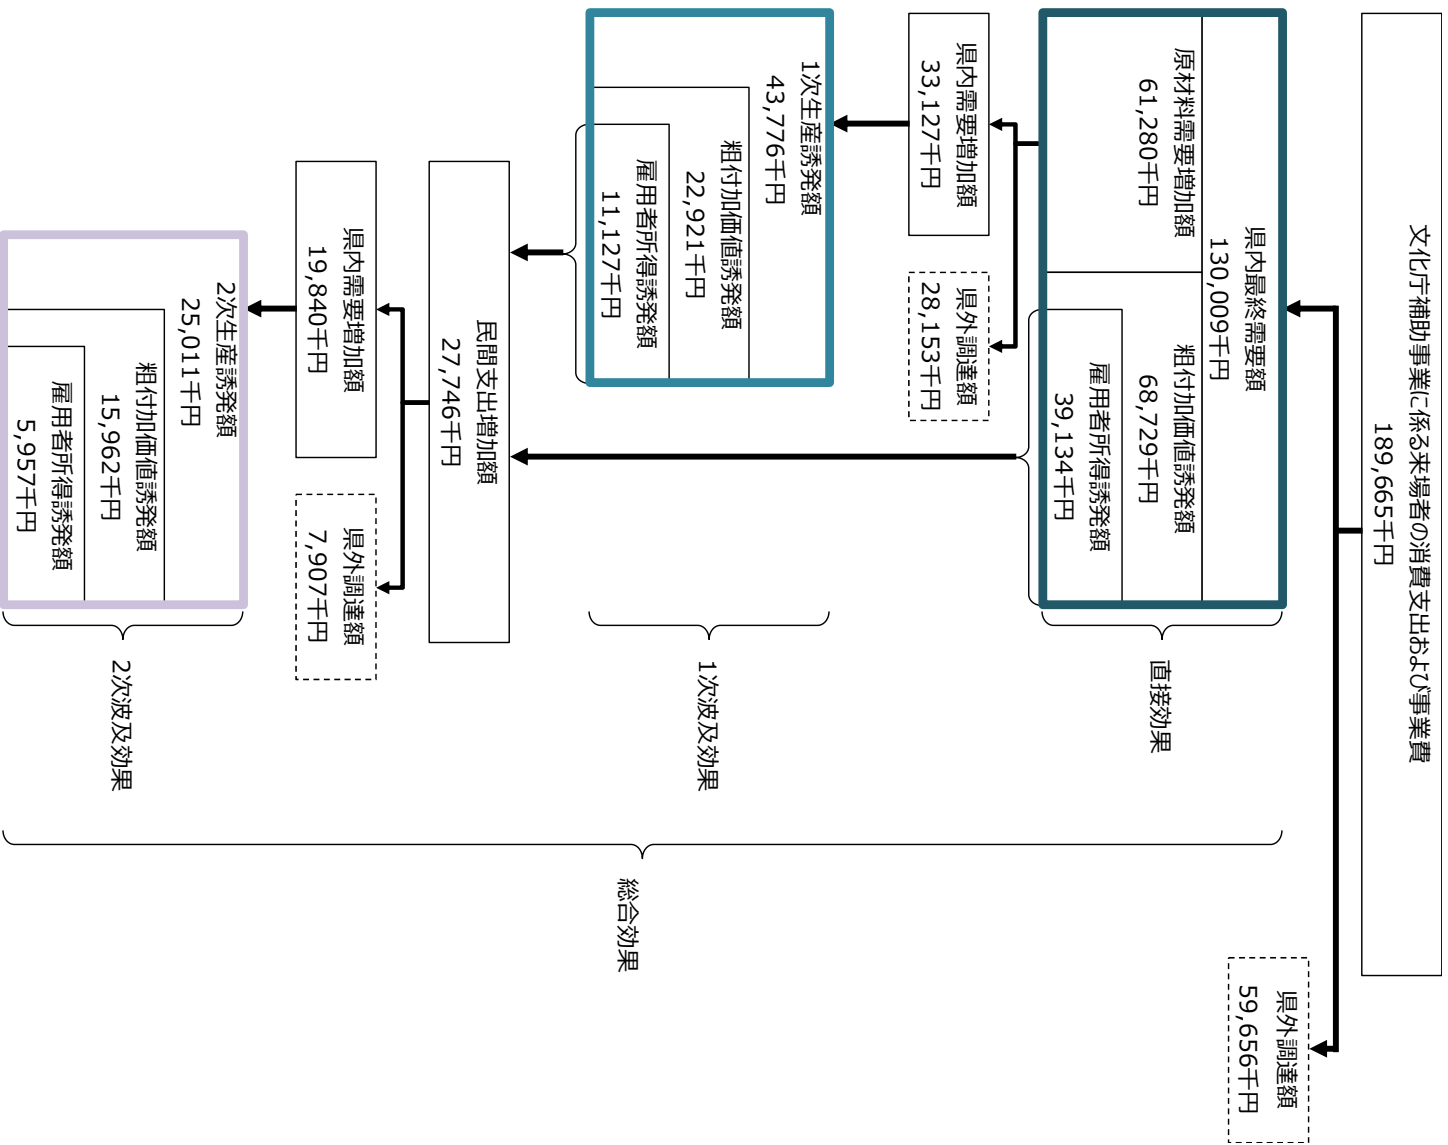 文化庁補助事業に係る来場者の消費支出および事業費
189,665千円
県内最終需要額
130,009千円
県外調達額
59,656千円
原材料需要増加額
61,280千円
粗付加価値誘発額
68,729千円
雇用者所得誘発額
39,134千円
直接効果
県内需要増加額
33,127千円
県外調達額
28,153千円
1次生産誘発額
43,776千円
粗付加価値誘発額
22,921千円
雇用者所得誘発額
11,127千円
1次波及効果
民間支出増加額
27,746千円
県内需要増加額
19,840千円
県外調達額
7,907千円
2次生産誘発額
25,011千円
粗付加価値誘発額
15,962千円
雇用者所得誘発額
5,957千円
2次波及効果
総合効果